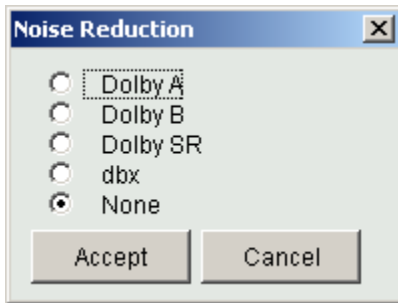 Noise Reduction
Dolby A
Dolby B
Dolby SR
dbx
None
Accept Cancel